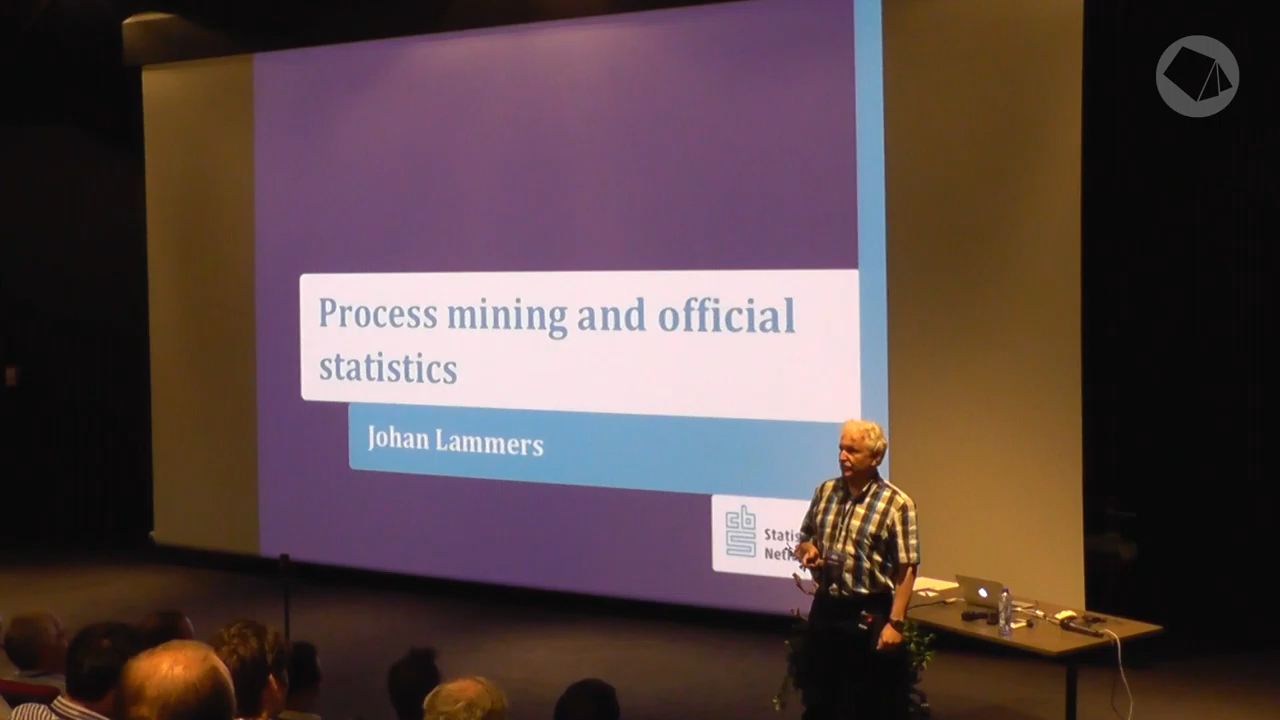 Process mining and official
statistics
Johan Lammers
cbs